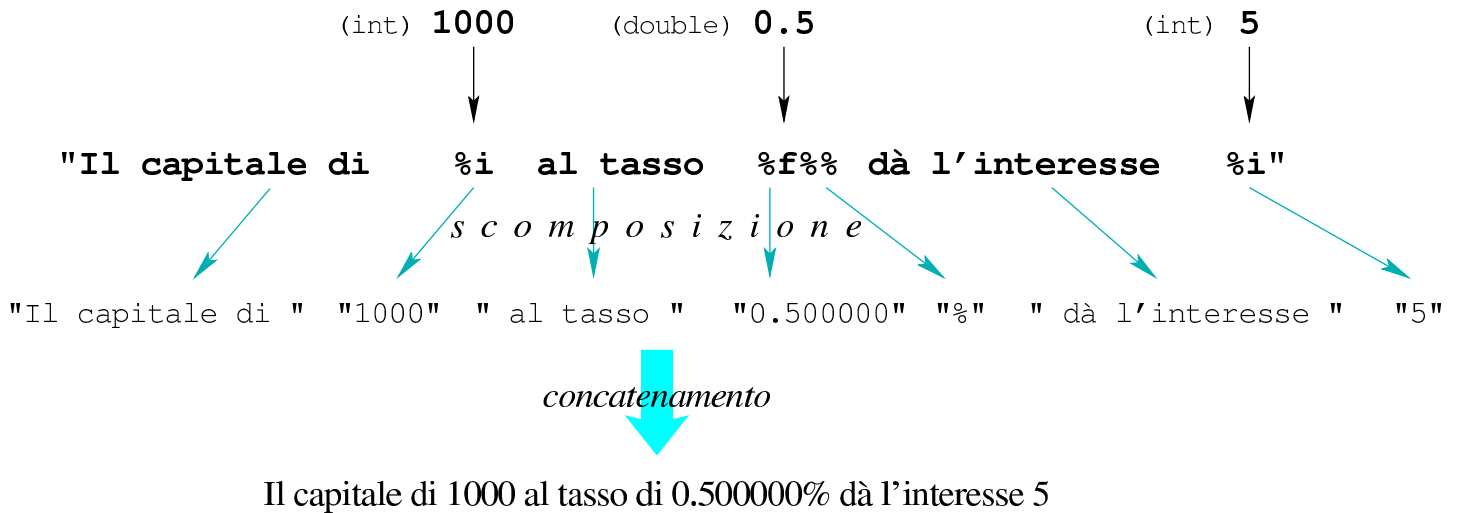 (int) 1000 (double) 0.5 (int) 5
"Il capitale di %i al tasso %f%% dà l'interesse %i"
scomposizione
"Il capitale di " "1000" " al tasso " "0.500000" "%" " dà l'interesse " "5"
concatenamento
Il capitale di 1000 al tasso di 0.500000% dà l'interesse 5